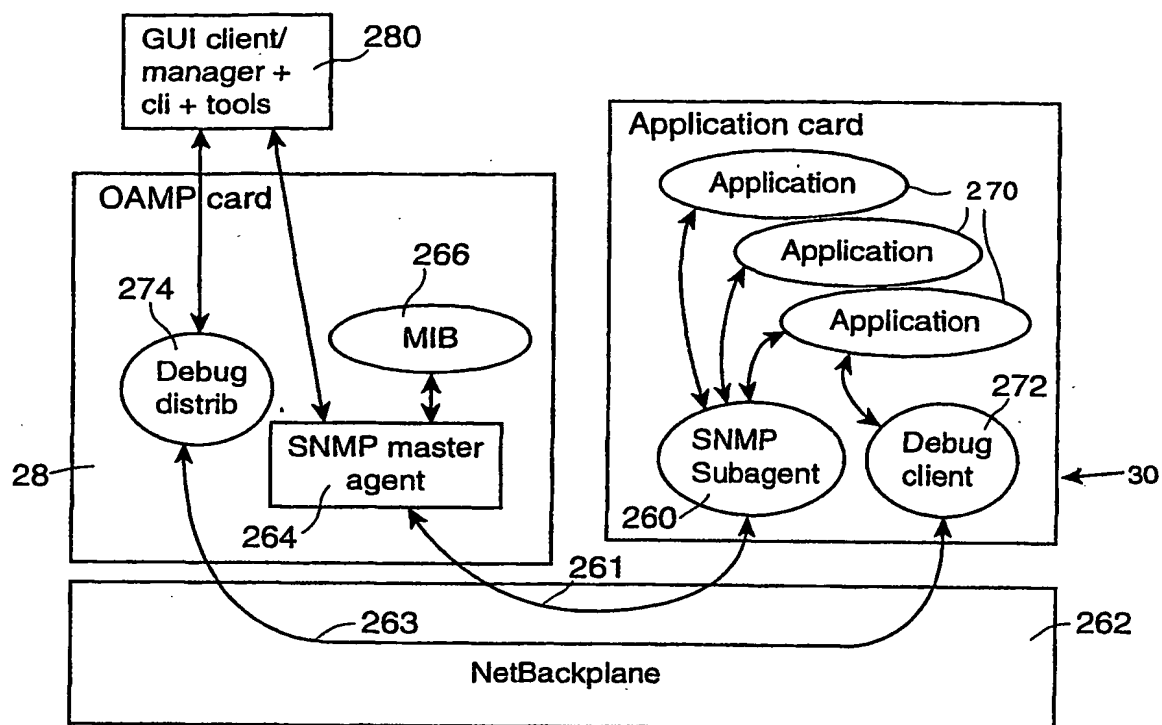 GUI client/
manager +
cli + tools
280
Application card
Application
270
Application
Application
OAMP card
266
274
MIB
272
Debug
distrib
SNMP
Subagent
Debug
client
SNMP master
agent
28
30
264
260
261
263
262
NetBackplane